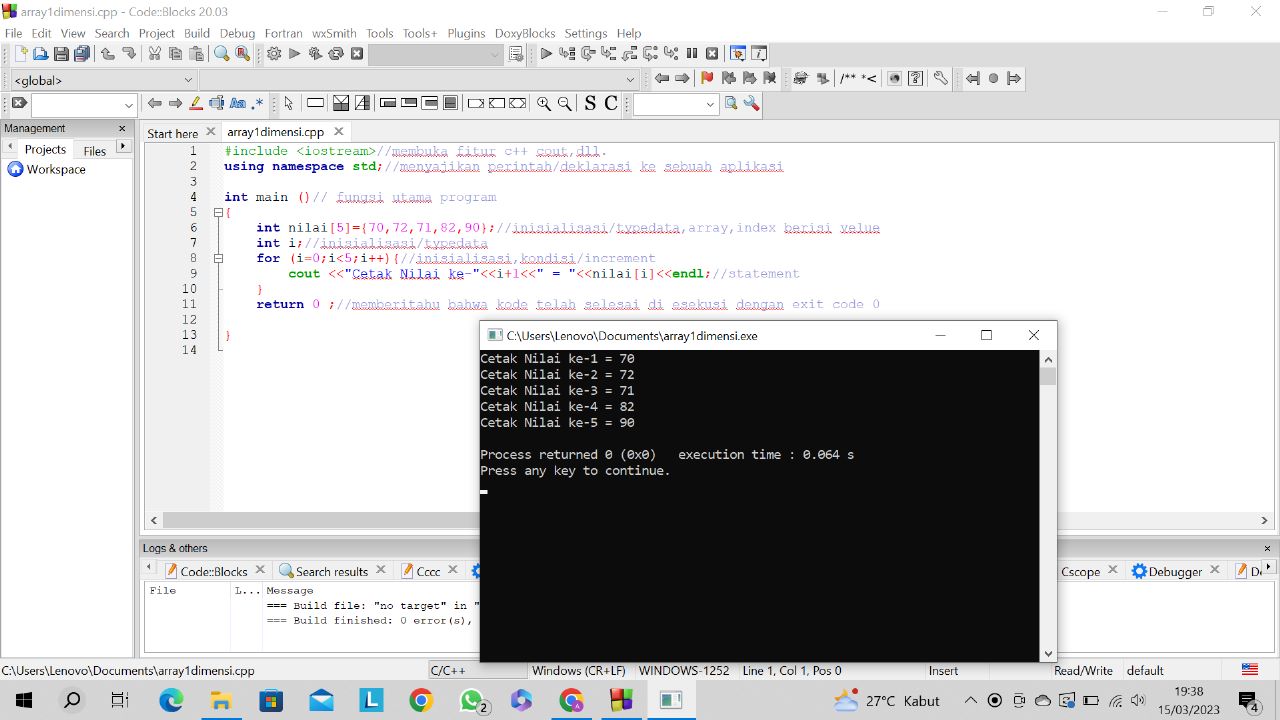 array1dimensi.cpp - Code::Blocks 20.03
File Edit View Search Project Build Debug Fortran wxSmith Tools Tools+ Plugins DoxyBlocks Settings Help
<global>
/** *<
Aa .* S C
Management
Projects Files
Workspace
Start here array1dimensi.cpp
1 #include <iostream>//membuka fitur c++ cout,dll.
2 using namespace std;//menyajikan perintah/deklarasi ke sebuah aplikasi
3
4 int main ()// fungsi utama program
5 {
6 int nilai[5]={70,72,71,82,90};//inisialisasi/typedata,array,index berisi velue
7 int i;//inisialisasi/typedata
8 for (i=0;i<5;i++){//inisialisasi,kondisi/increment
9 cout <<"Cetak Nilai ke-"<<i+1<<" = "<<nilai[i]<<endl;//statement
10 }
11 return 0 ;//memberitahu bahwa kode telah selesai di esekusi dengan exit code 0
12
13 }
14
C:\Users\Lenovo\Documents\array1dimensi.exe
Cetak Nilai ke-1 = 70
Cetak Nilai ke-2 = 72
Cetak Nilai ke-3 = 71
Cetak Nilai ke-4 = 82
Cetak Nilai ke-5 = 90
Process returned 0 (0x0) execution time : 0.064 s
Press any key to continue.
Logs & others
Code::Blocks Search results Cccc Cscope Debugger
File L... Message
=== Build file: "no target" in "
=== Build finished: 0 error(s),
C:\Users\Lenovo\Documents\array1dimensi.cpp C/C++ Windows (CR+LF) WINDOWS-1252 Line 1, Col 1, Pos 0 Insert Read/Write default
L 2 27°C Kabut 19:38 4
15/03/2023